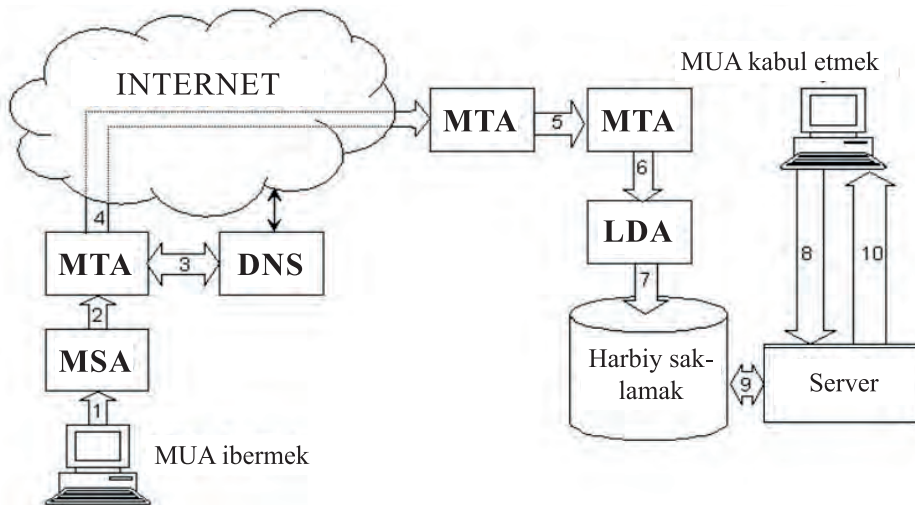 INTERNET
MUA kabul etmek
MTA
5
MTA
6
4
LDA
MTA
3
DNS
8
10
7
2
MSA
Harbiy sak-
lamak
9
Server
1
MUA ibermek